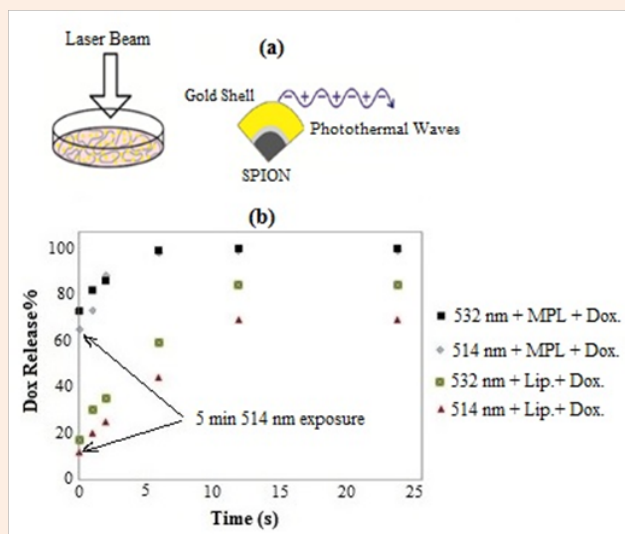 Laser Beam
(a)
Gold Shell
− + − + − + −
Photothermal Waves
SPION
(b)
Dox Release%
100
80
60
40
20
0
0 5 10 15 20 25
Time (s)
5 min 514 nm exposure
532 nm + MPL + Dox.
514 nm + MPL + Dox.
532 nm + Lip.+ Dox.
514 nm + Lip.+ Dox.